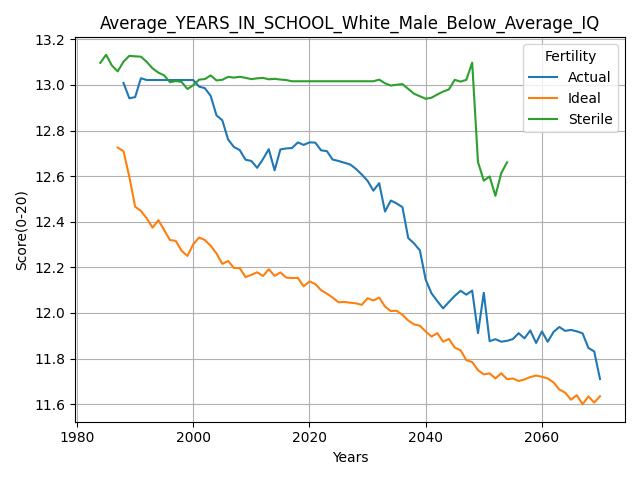 Average_YEARS_IN_SCHOOL_White_Male_Below_Average_IQ
Fertility
Actual
Ideal
Sterile
Score(0-20)
13.2
13.0
12.8
12.6
12.4
12.2
12.0
11.8
11.6
1980 2000 2020 2040 2060
Years